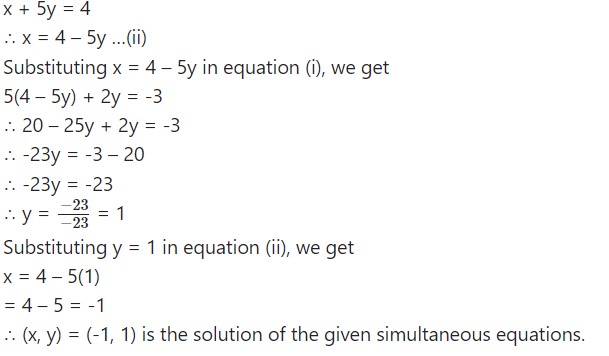 x + 5y = 4
∴ x = 4 – 5y …(ii)
Substituting x = 4 – 5y in equation (i), we get
5(4 – 5y) + 2y = -3
∴ 20 – 25y + 2y = -3
∴ -23y = -3 – 20
∴ -23y = -23
∴ y = −23/−23 = 1
Substituting y = 1 in equation (ii), we get
x = 4 – 5(1)
= 4 – 5 = -1
∴ (x, y) = (-1, 1) is the solution of the given simultaneous equations.